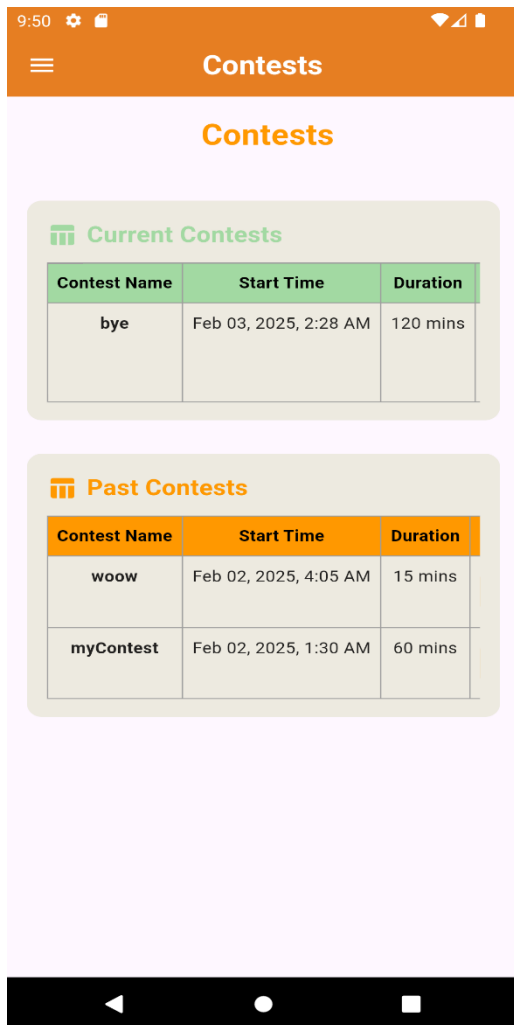 9:50
Contests
Contests
Current Contests
Contest Name Start Time Duration
bye Feb 03, 2025, 2:28 AM 120 mins
Past Contests
Contest Name Start Time Duration
woow Feb 02, 2025, 4:05 AM 15 mins
myContest Feb 02, 2025, 1:30 AM 60 mins